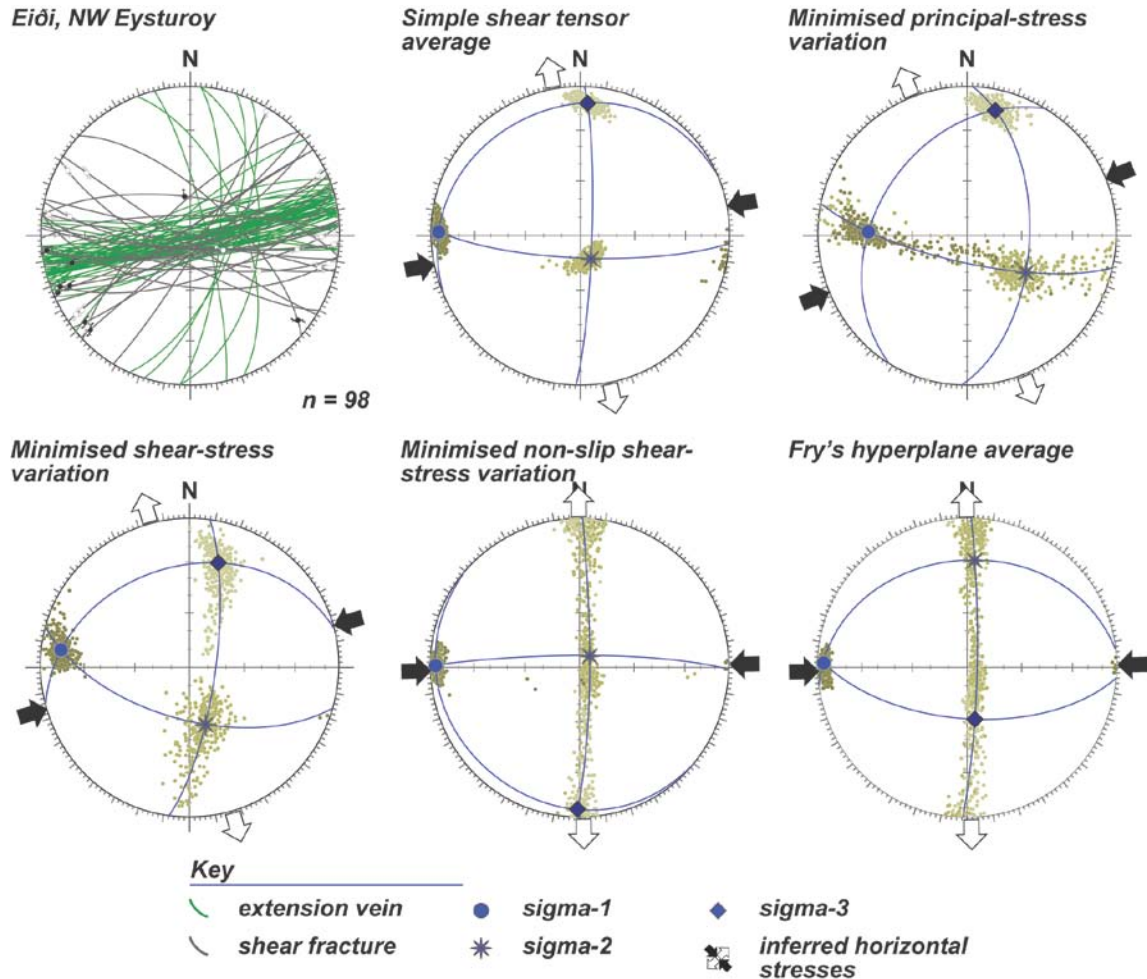 Eiði, NW Eysturoy
Simple shear tensor
average
Minimised principal-stress
variation
N
N
N
n = 98
Minimised shear-stress
variation
Minimised non-slip shear-
stress variation
Fry's hyperplane average
N
N
N
Key
extension vein
sigma-1
sigma-3
shear fracture
sigma-2
inferred horizontal
stresses